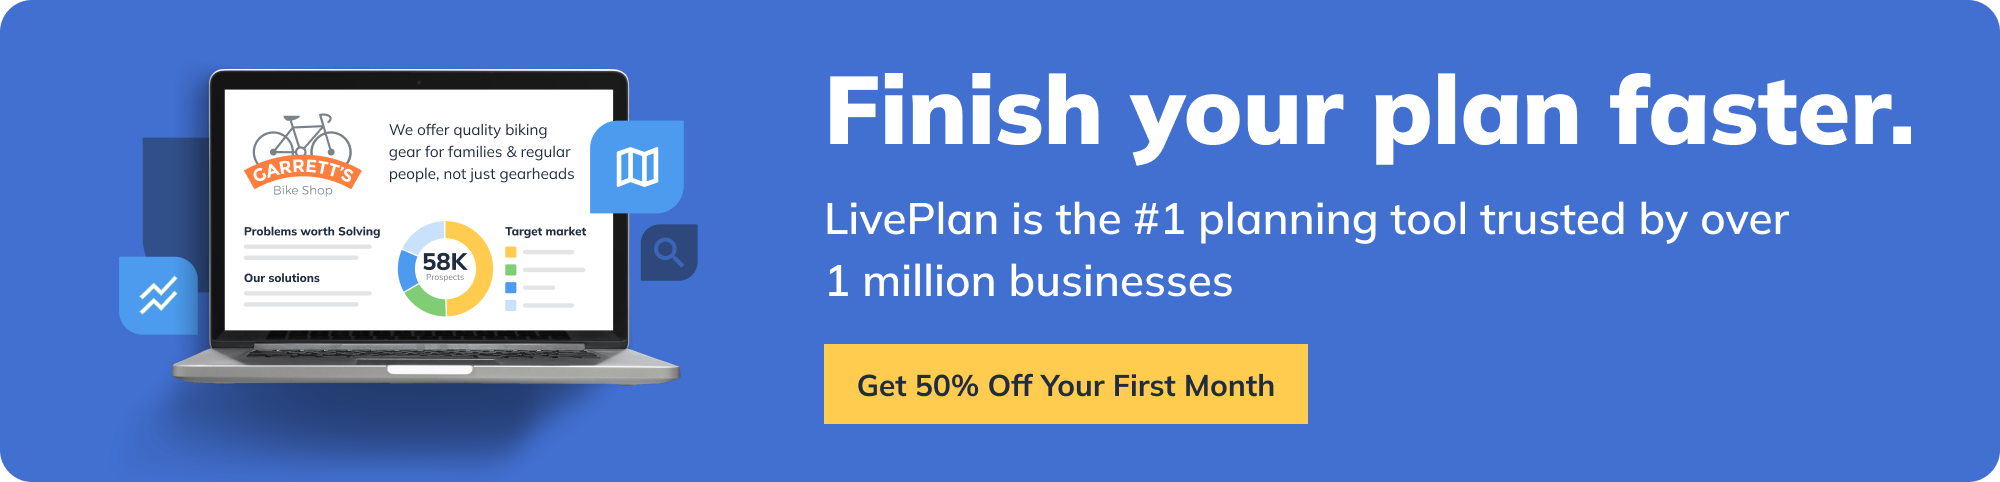 GARRETT'S
Bike Shop
We offer quality biking
gear for families & regular
people, not just gearheads
Problems worth Solving
Our solutions
58K
Prospects
Target market
Finish your plan faster.
LivePlan is the #1 planning tool trusted by over
1 million businesses
Get 50% Off Your First Month